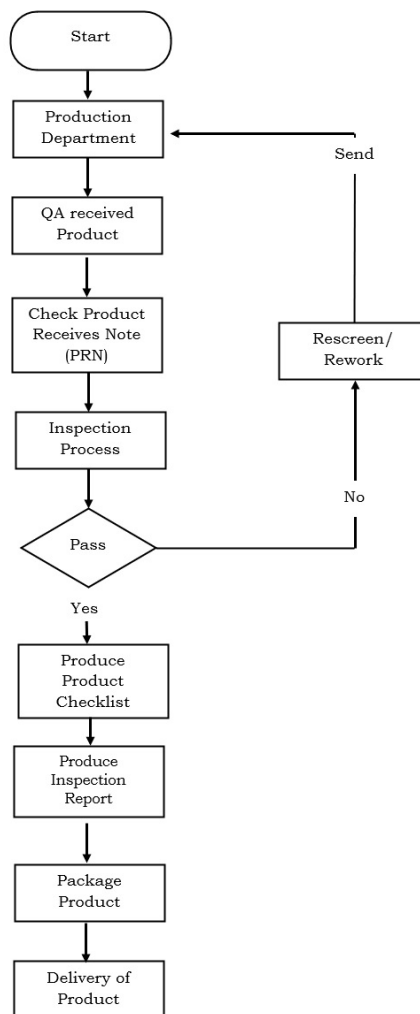 Start
Production
Department
Send
QA received
Product
Check Product
Receives Note
(PRN)
Rescreen/
Rework
Inspection
Process
No
Pass
Yes
Produce
Product
Checklist
Produce
Inspection
Report
Package
Product
Delivery of
Product